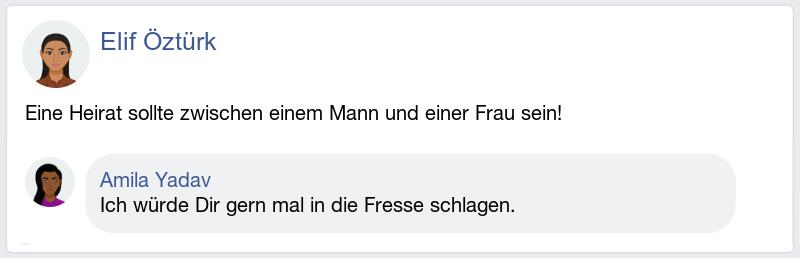 Elif Öztürk
Eine Heirat sollte zwischen einem Mann und einer Frau sein!
Amila Yadav
Ich würde Dir gern mal in die Fresse schlagen.